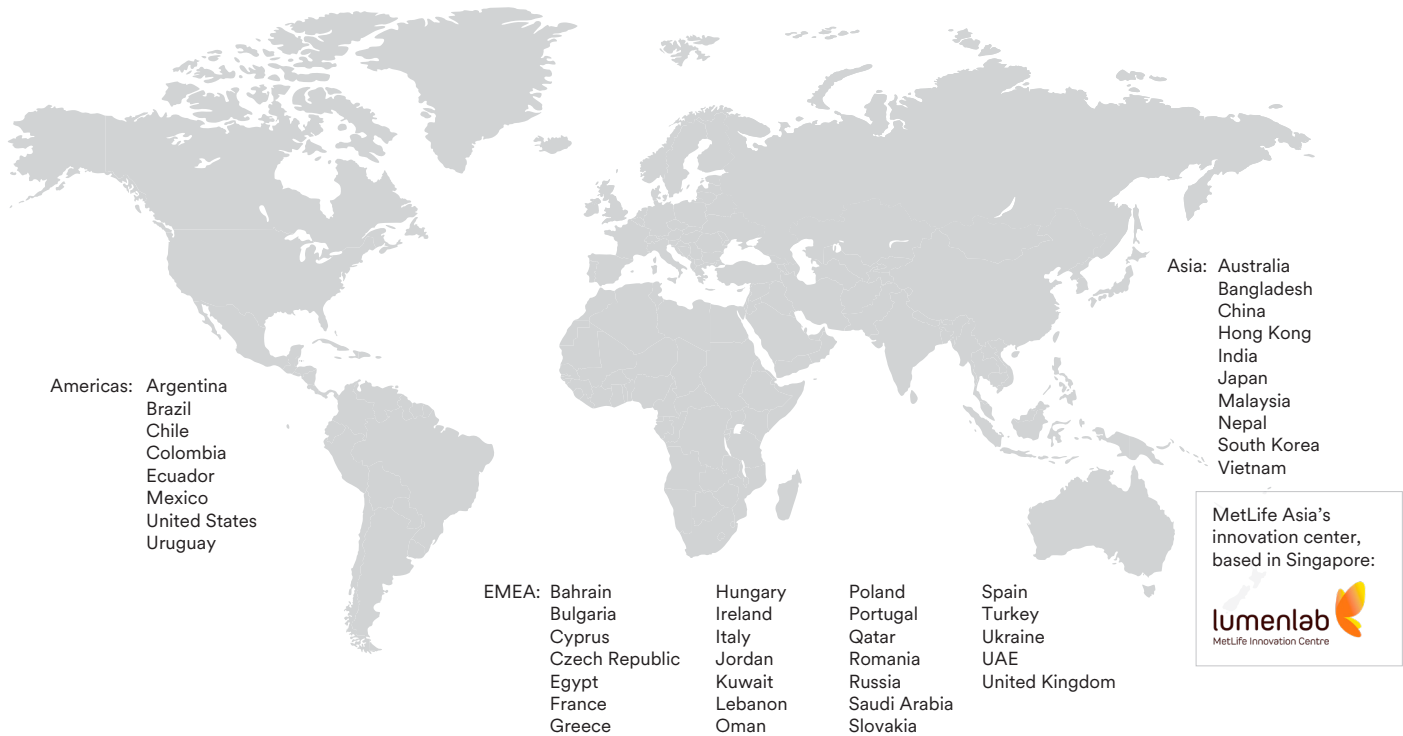 Asia: Australia
Bangladesh
China
Hong Kong
India
Japan
Malaysia
Nepal
South Korea
Vietnam
Americas: Argentina
Brazil
Chile
Colombia
Ecuador
Mexico
United States
Uruguay
MetLife Asia’s
innovation center,
based in Singapore:
lumenlab
MetLife Innovation Centre
EMEA: Bahrain
Bulgaria
Cyprus
Czech Republic
Egypt
France
Greece
Hungary
Ireland
Italy
Jordan
Kuwait
Lebanon
Oman
Poland
Portugal
Qatar
Romania
Russia
Saudi Arabia
Slovakia
Spain
Turkey
Ukraine
UAE
United Kingdom